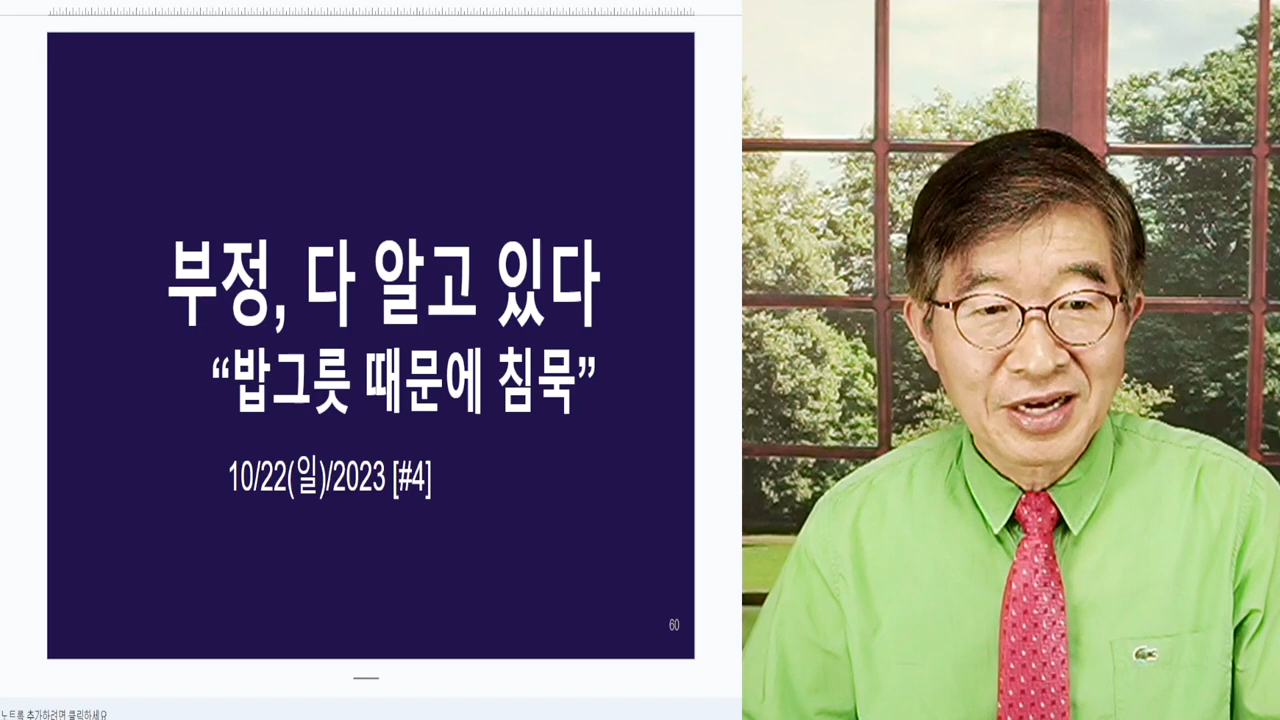 부정, 다 알고 있다
“밥그릇 때문에 침묵”
10/22(일)/2023 [#4]
60
노트를 추가하려면 클릭하세요